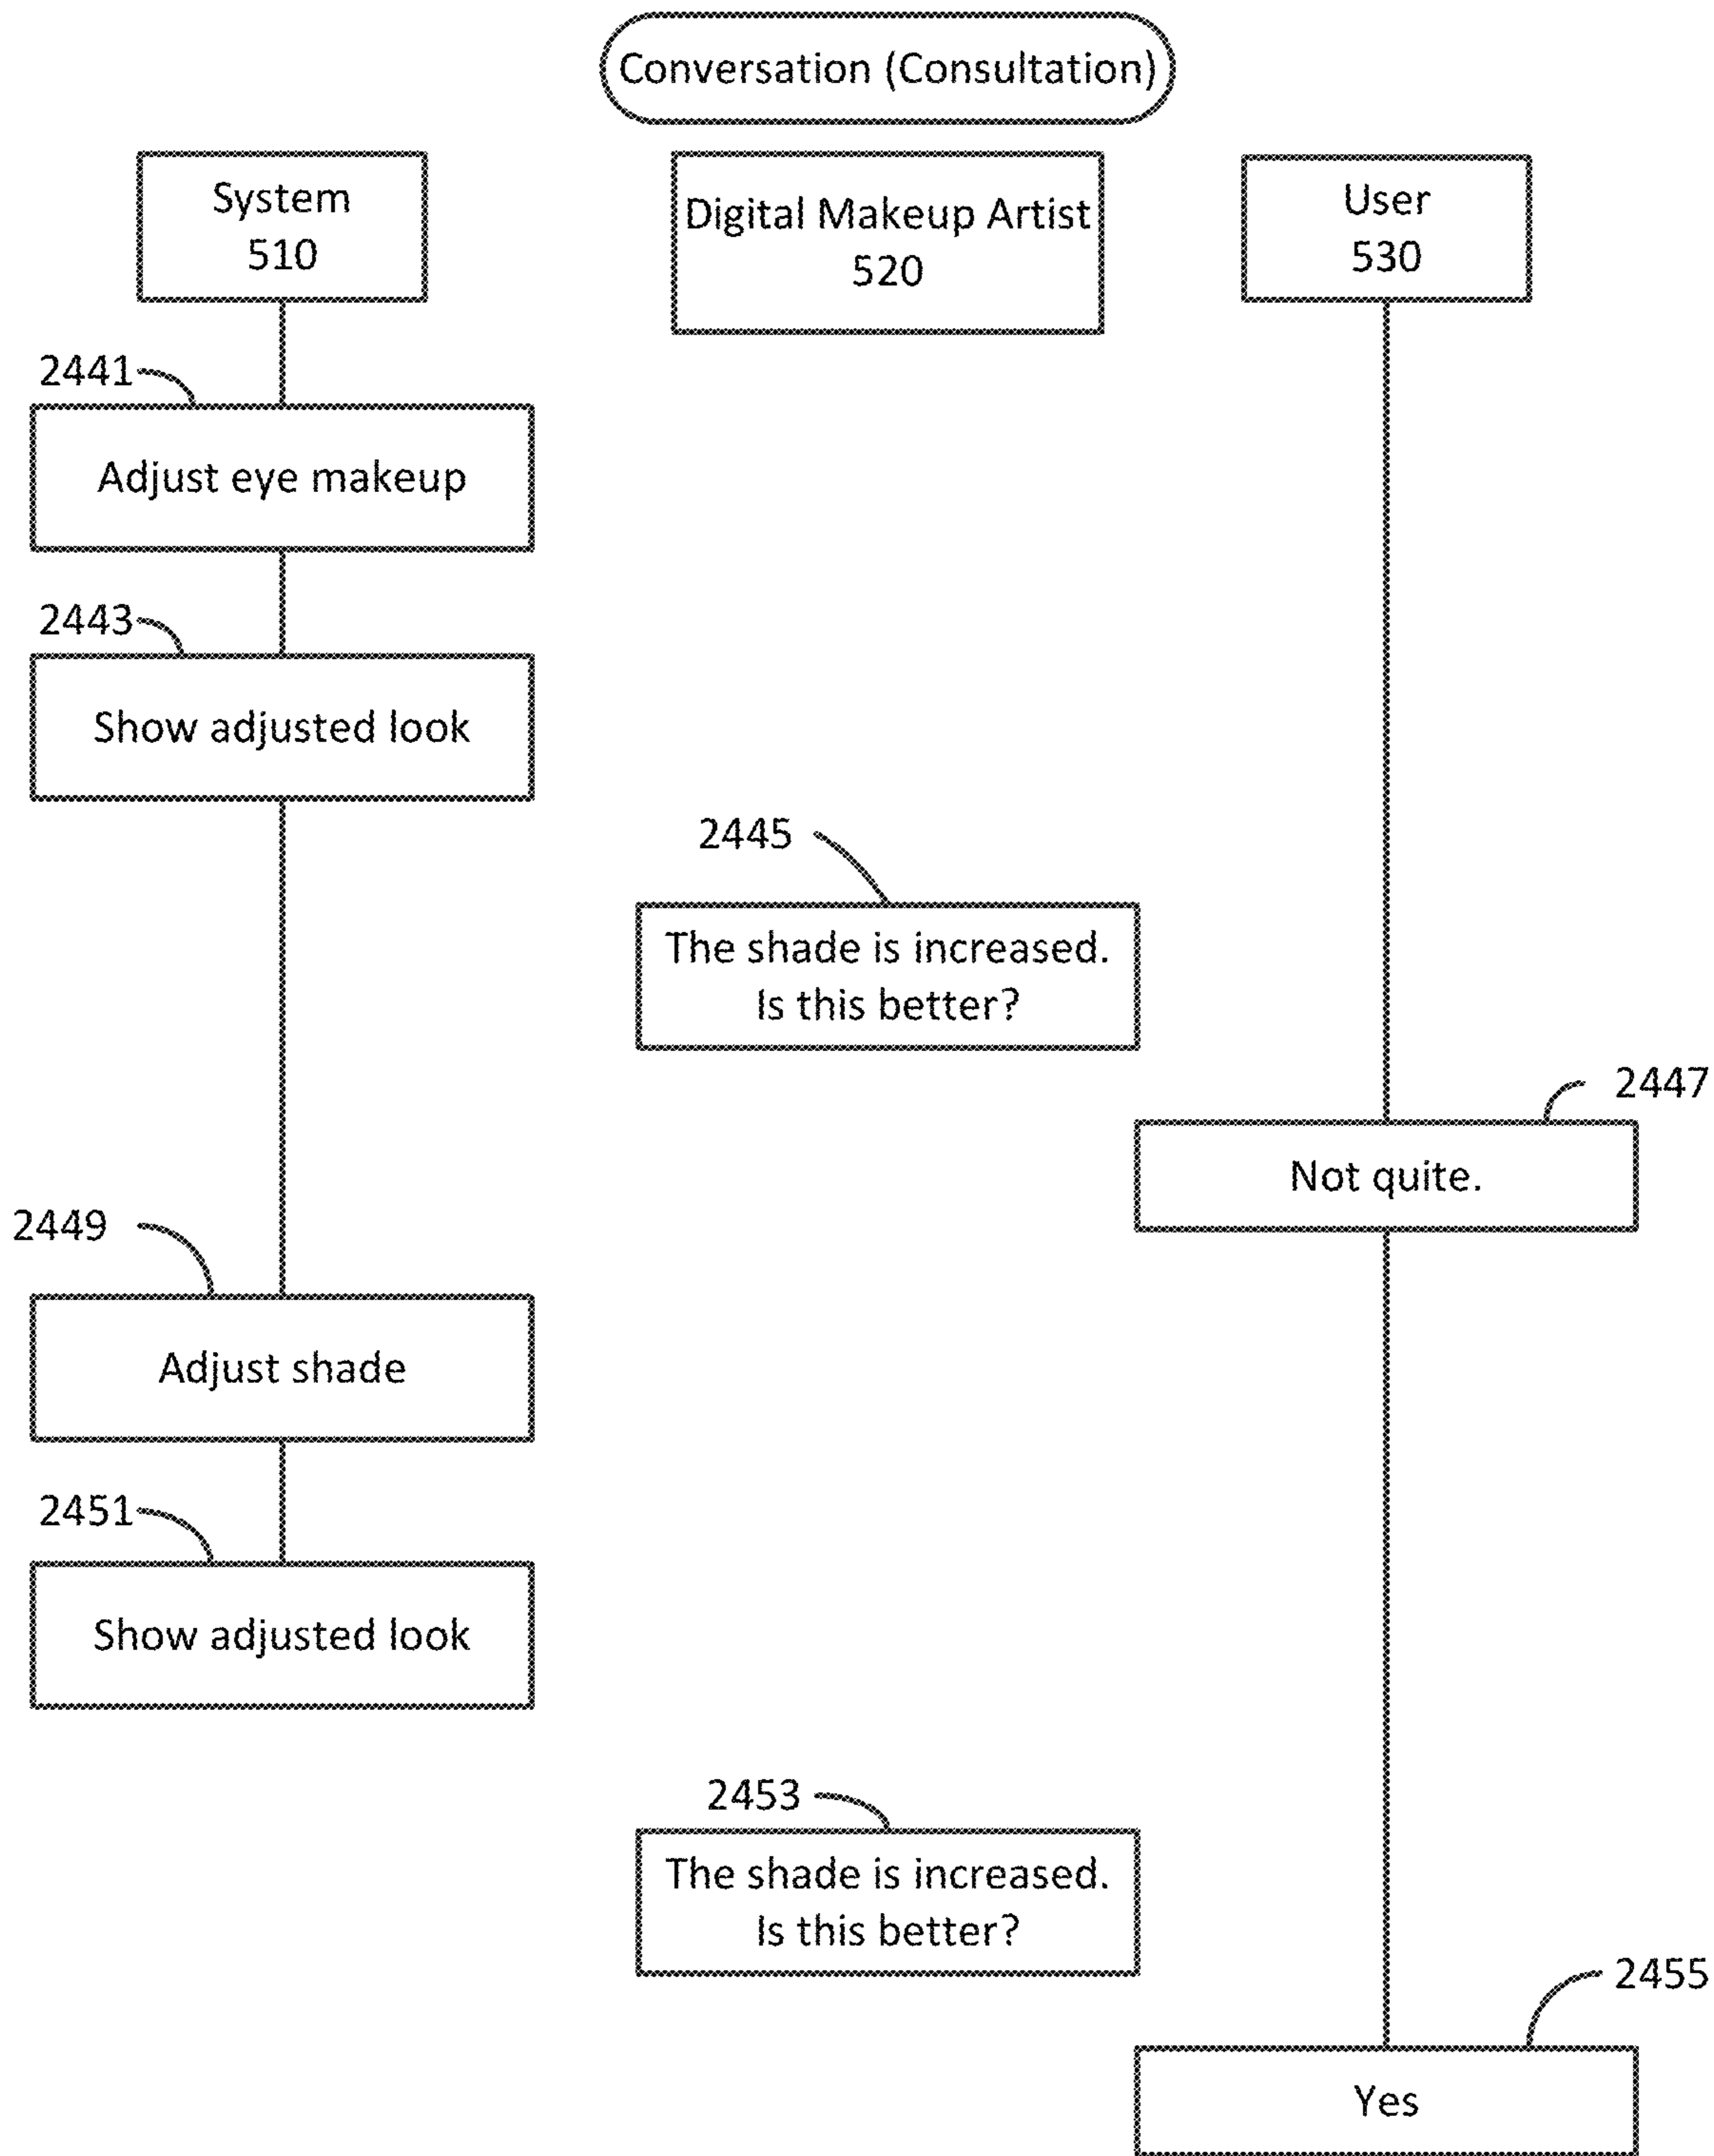 Conversation (Consultation)
System
510
Digital Makeup Artist
520
User
530
2441
Adjust eye makeup
2443
Show adjusted look
2445
The shade is increased.
Is this better?
2447
Not quite.
2449
Adjust shade
2451
Show adjusted look
2453
The shade is increased.
Is this better?
2455
Yes